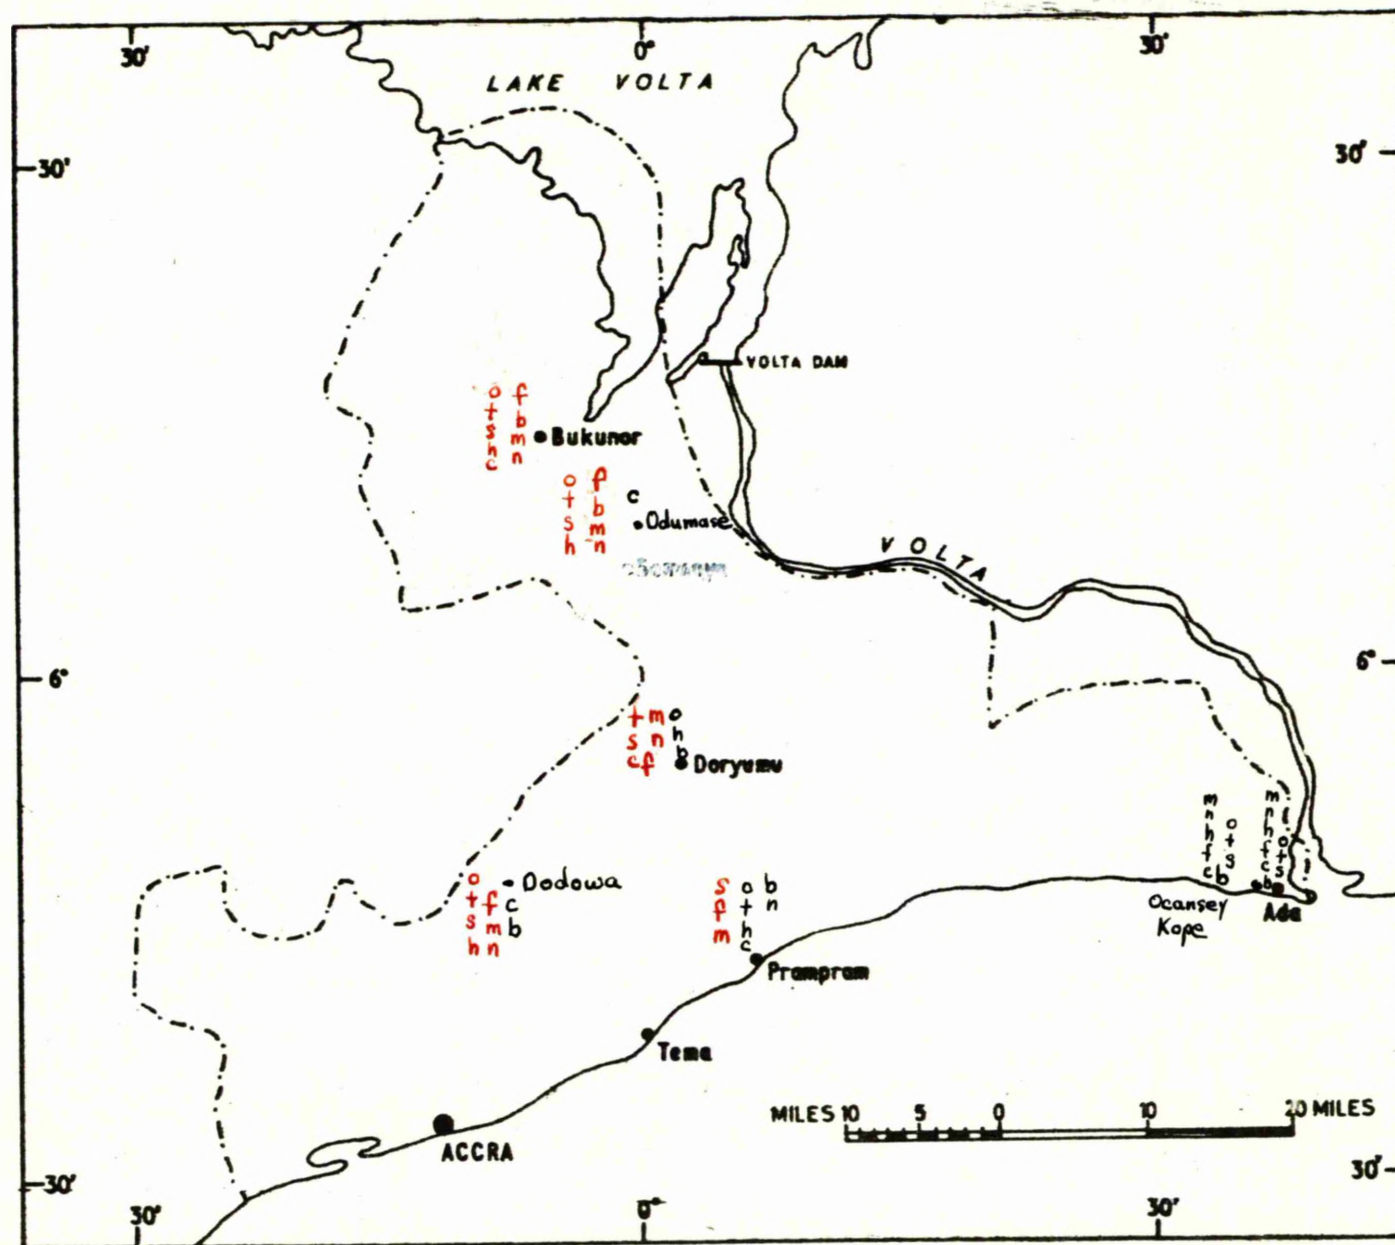 30'
0°
30'
LAKE VOLTA
30'
30'
VOLTA DAM
o f
t b
s m
h n
c
Bukunor
o f
t b
s m
h n
c
Odumase
VOLTA
6°
6°
t m o
s n h
c f b
Doryumu
m
n
h
f
c b
o
t
s
m
n
h
f
c
b
o
t
s
Ocansey
Kope
Ada
o
t f c
s m b
h n
Dodowa
s o b
f t n
m h
c
Prampram
Tema
MILES 10 5 0 10 20 MILES
ACCRA
30'
30'
30'
0°
30'